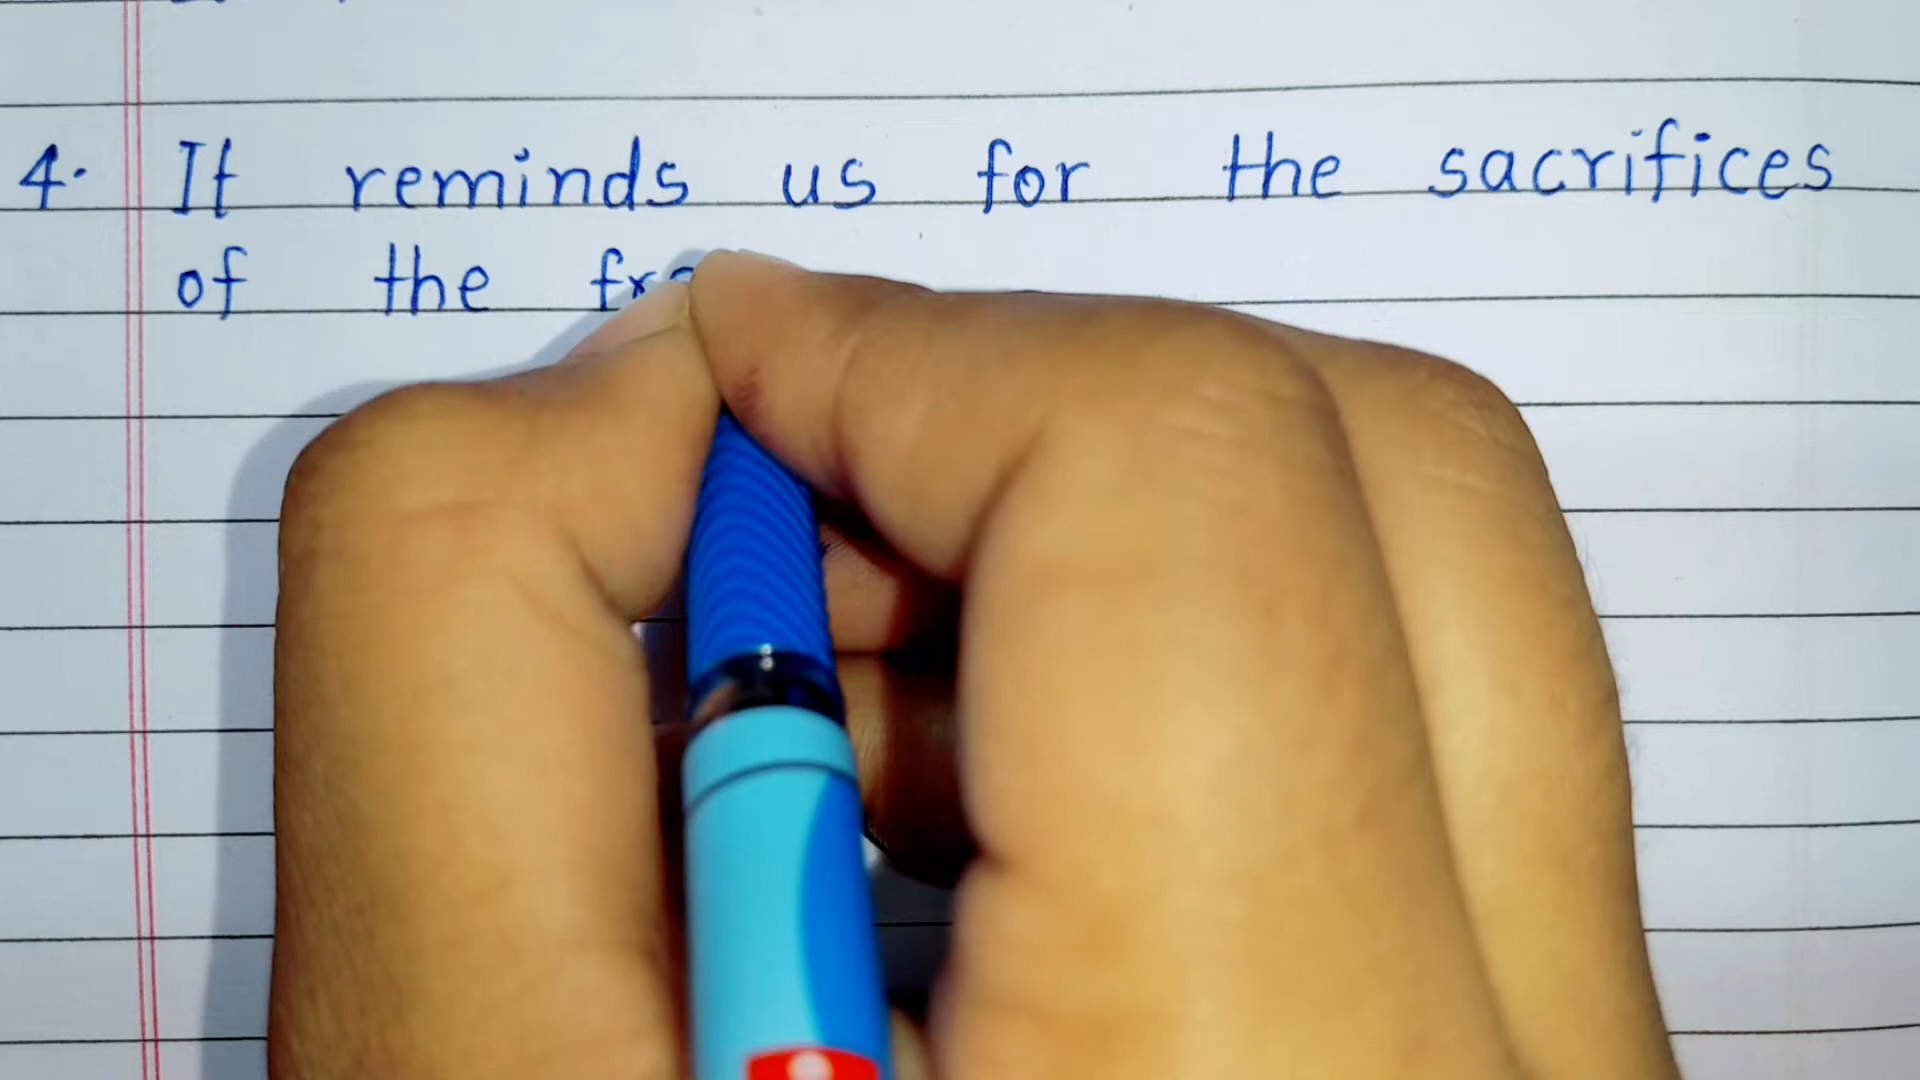 4. It reminds us for the sacrifices
of the